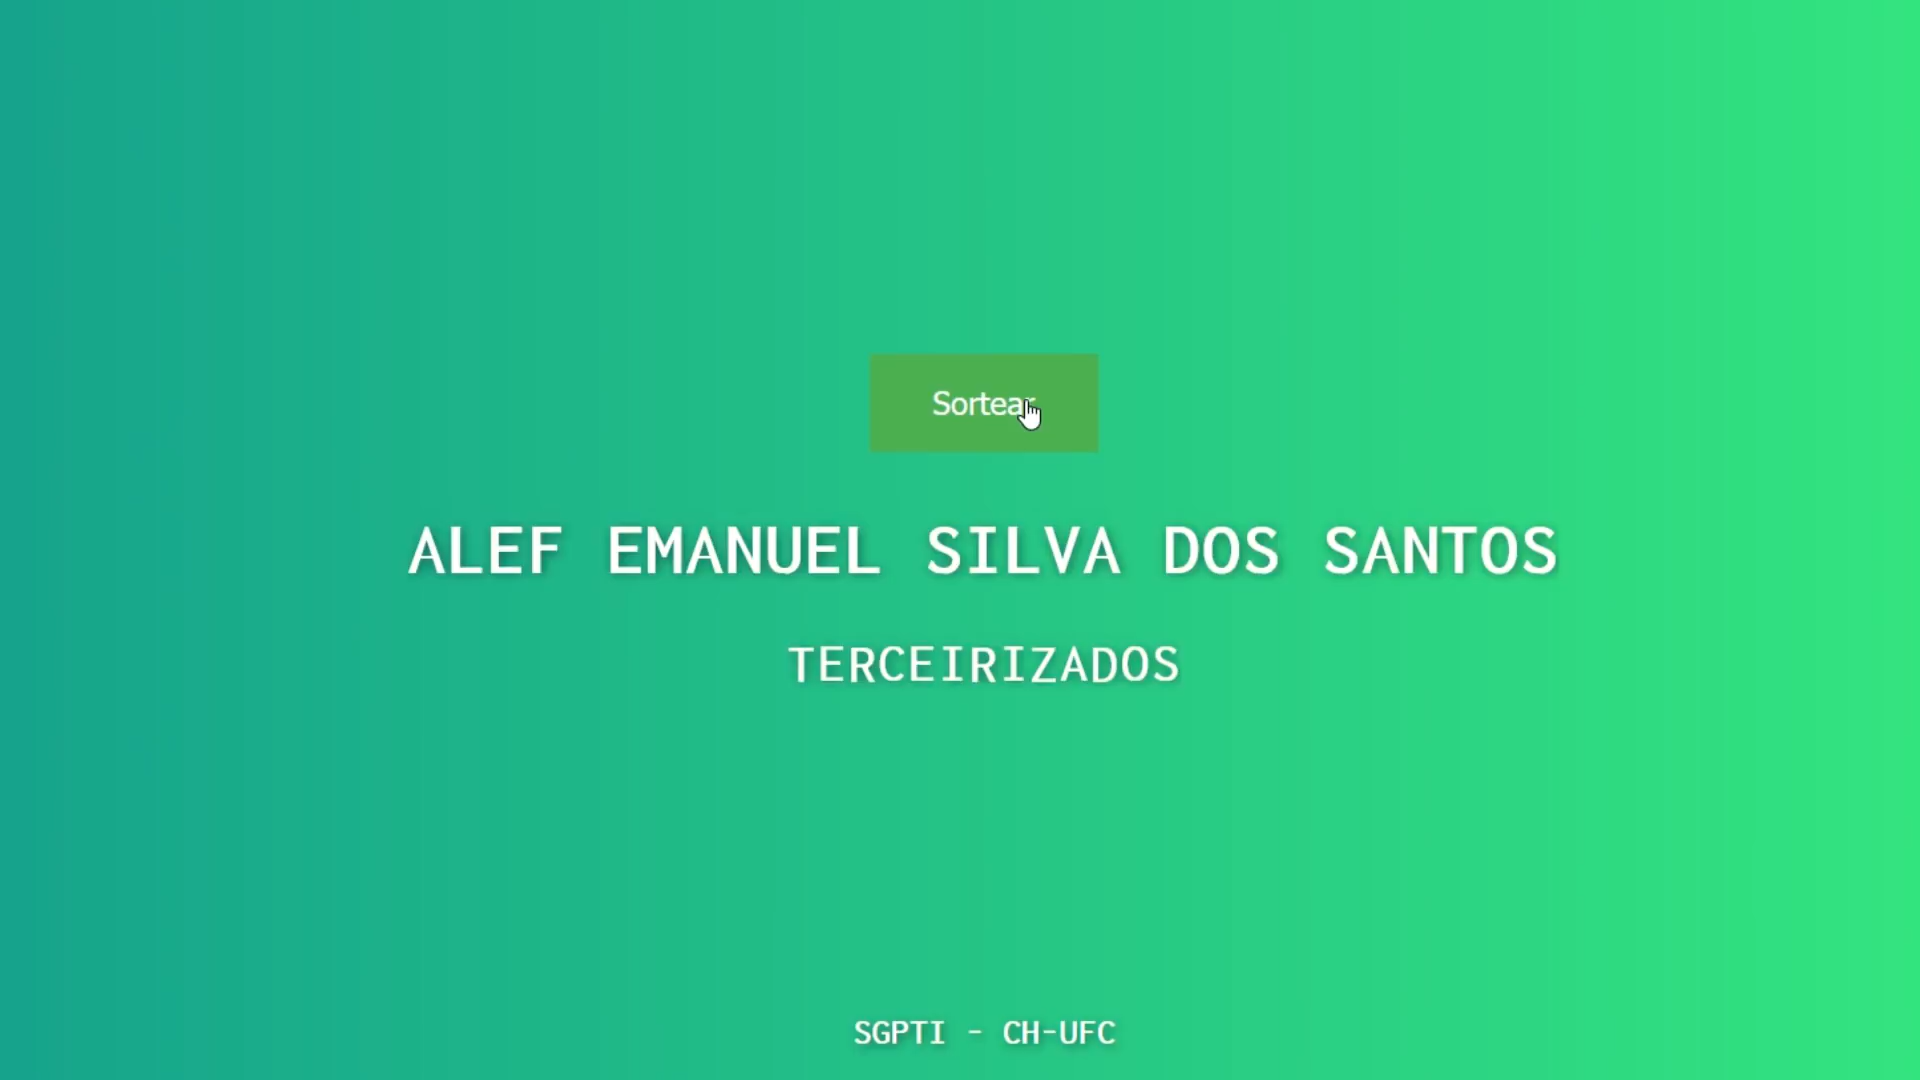 Sortear
ALEF EMANUEL SILVA DOS SANTOS
TERCEIRIZADOS
SGPTI - CH-UFC